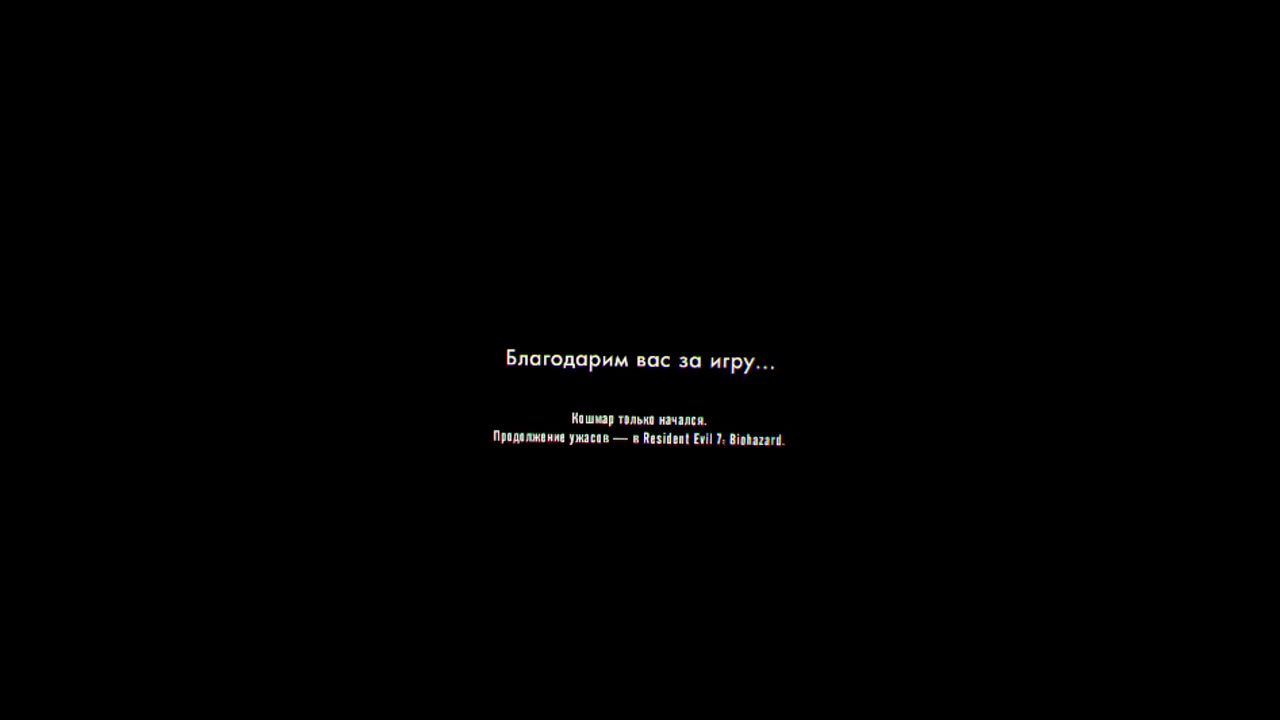 Благодарим вас за игру...
Кошмар только начался.
Продолжение ужасов — в Resident Evil 7: Biohazard.